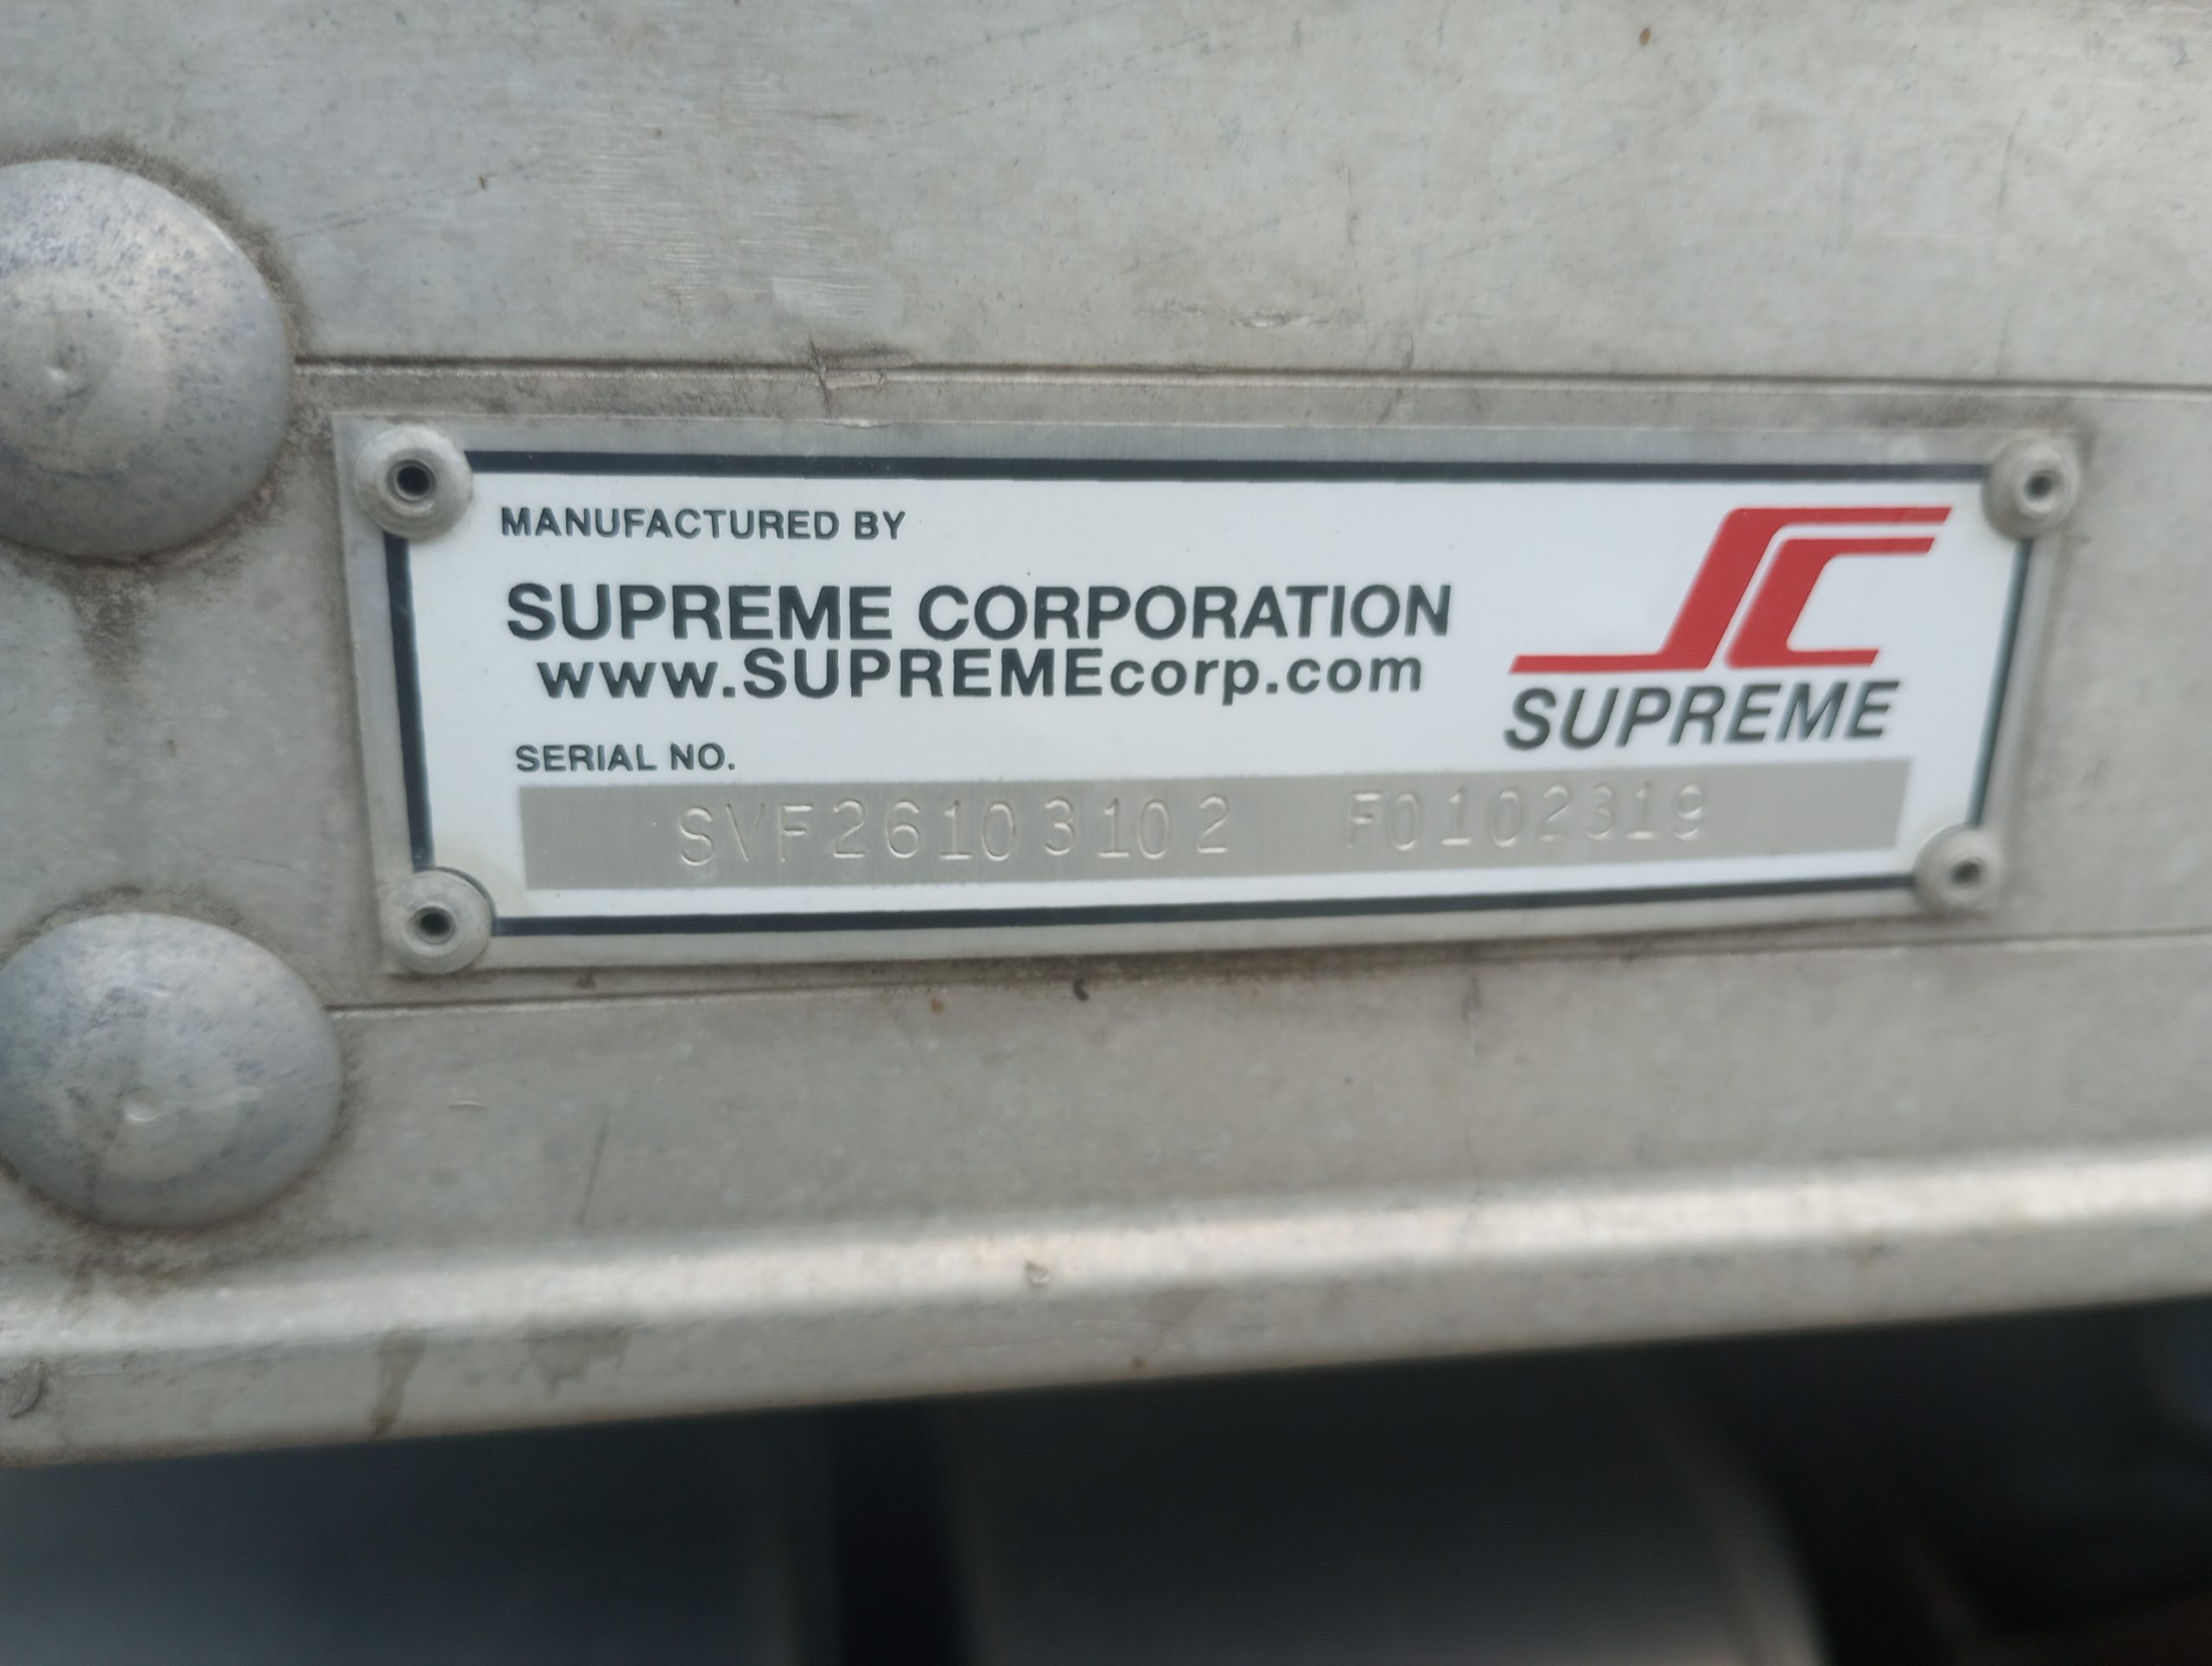 MANUFACTURED BY
SUPREME CORPORATION
www.SUPREMEcorp.com
SUPREME
SERIAL NO.
SVF26103102 F0102319